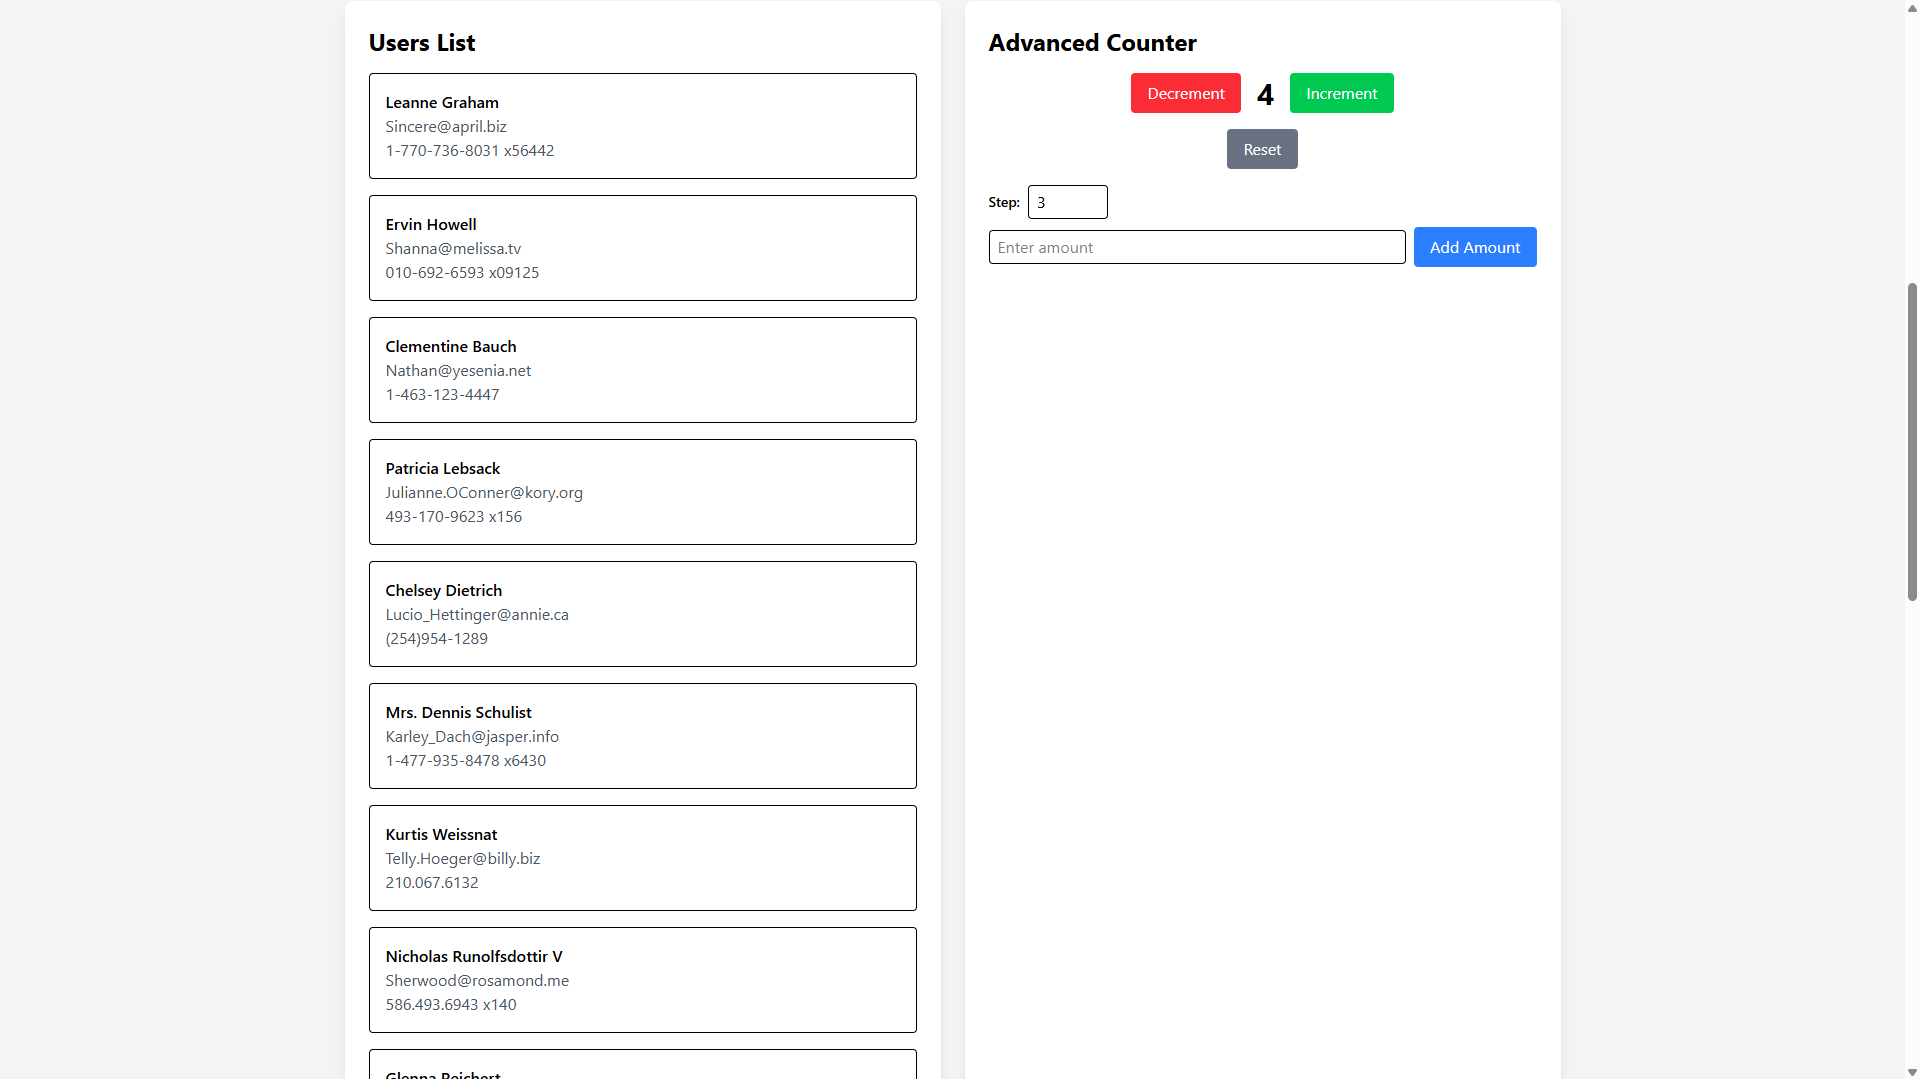 Users List
Leanne Graham
Sincere@april.biz
1-770-736-8031 x56442
Ervin Howell
Shanna@melissa.tv
010-692-6593 x09125
Clementine Bauch
Nathan@yesenia.net
1-463-123-4447
Patricia Lebsack
Julianne.OConner@kory.org
493-170-9623 x156
Chelsey Dietrich
Lucio_Hettinger@annie.ca
(254)954-1289
Mrs. Dennis Schulist
Karley_Dach@jasper.info
1-477-935-8478 x6430
Kurtis Weissnat
Telly.Hoeger@billy.biz
210.067.6132
Nicholas Runolfsdottir V
Sherwood@rosamond.me
586.493.6943 x140
Glenna Reichert
Advanced Counter
Decrement 4 Increment
Reset
Step: 3
Enter amount Add Amount